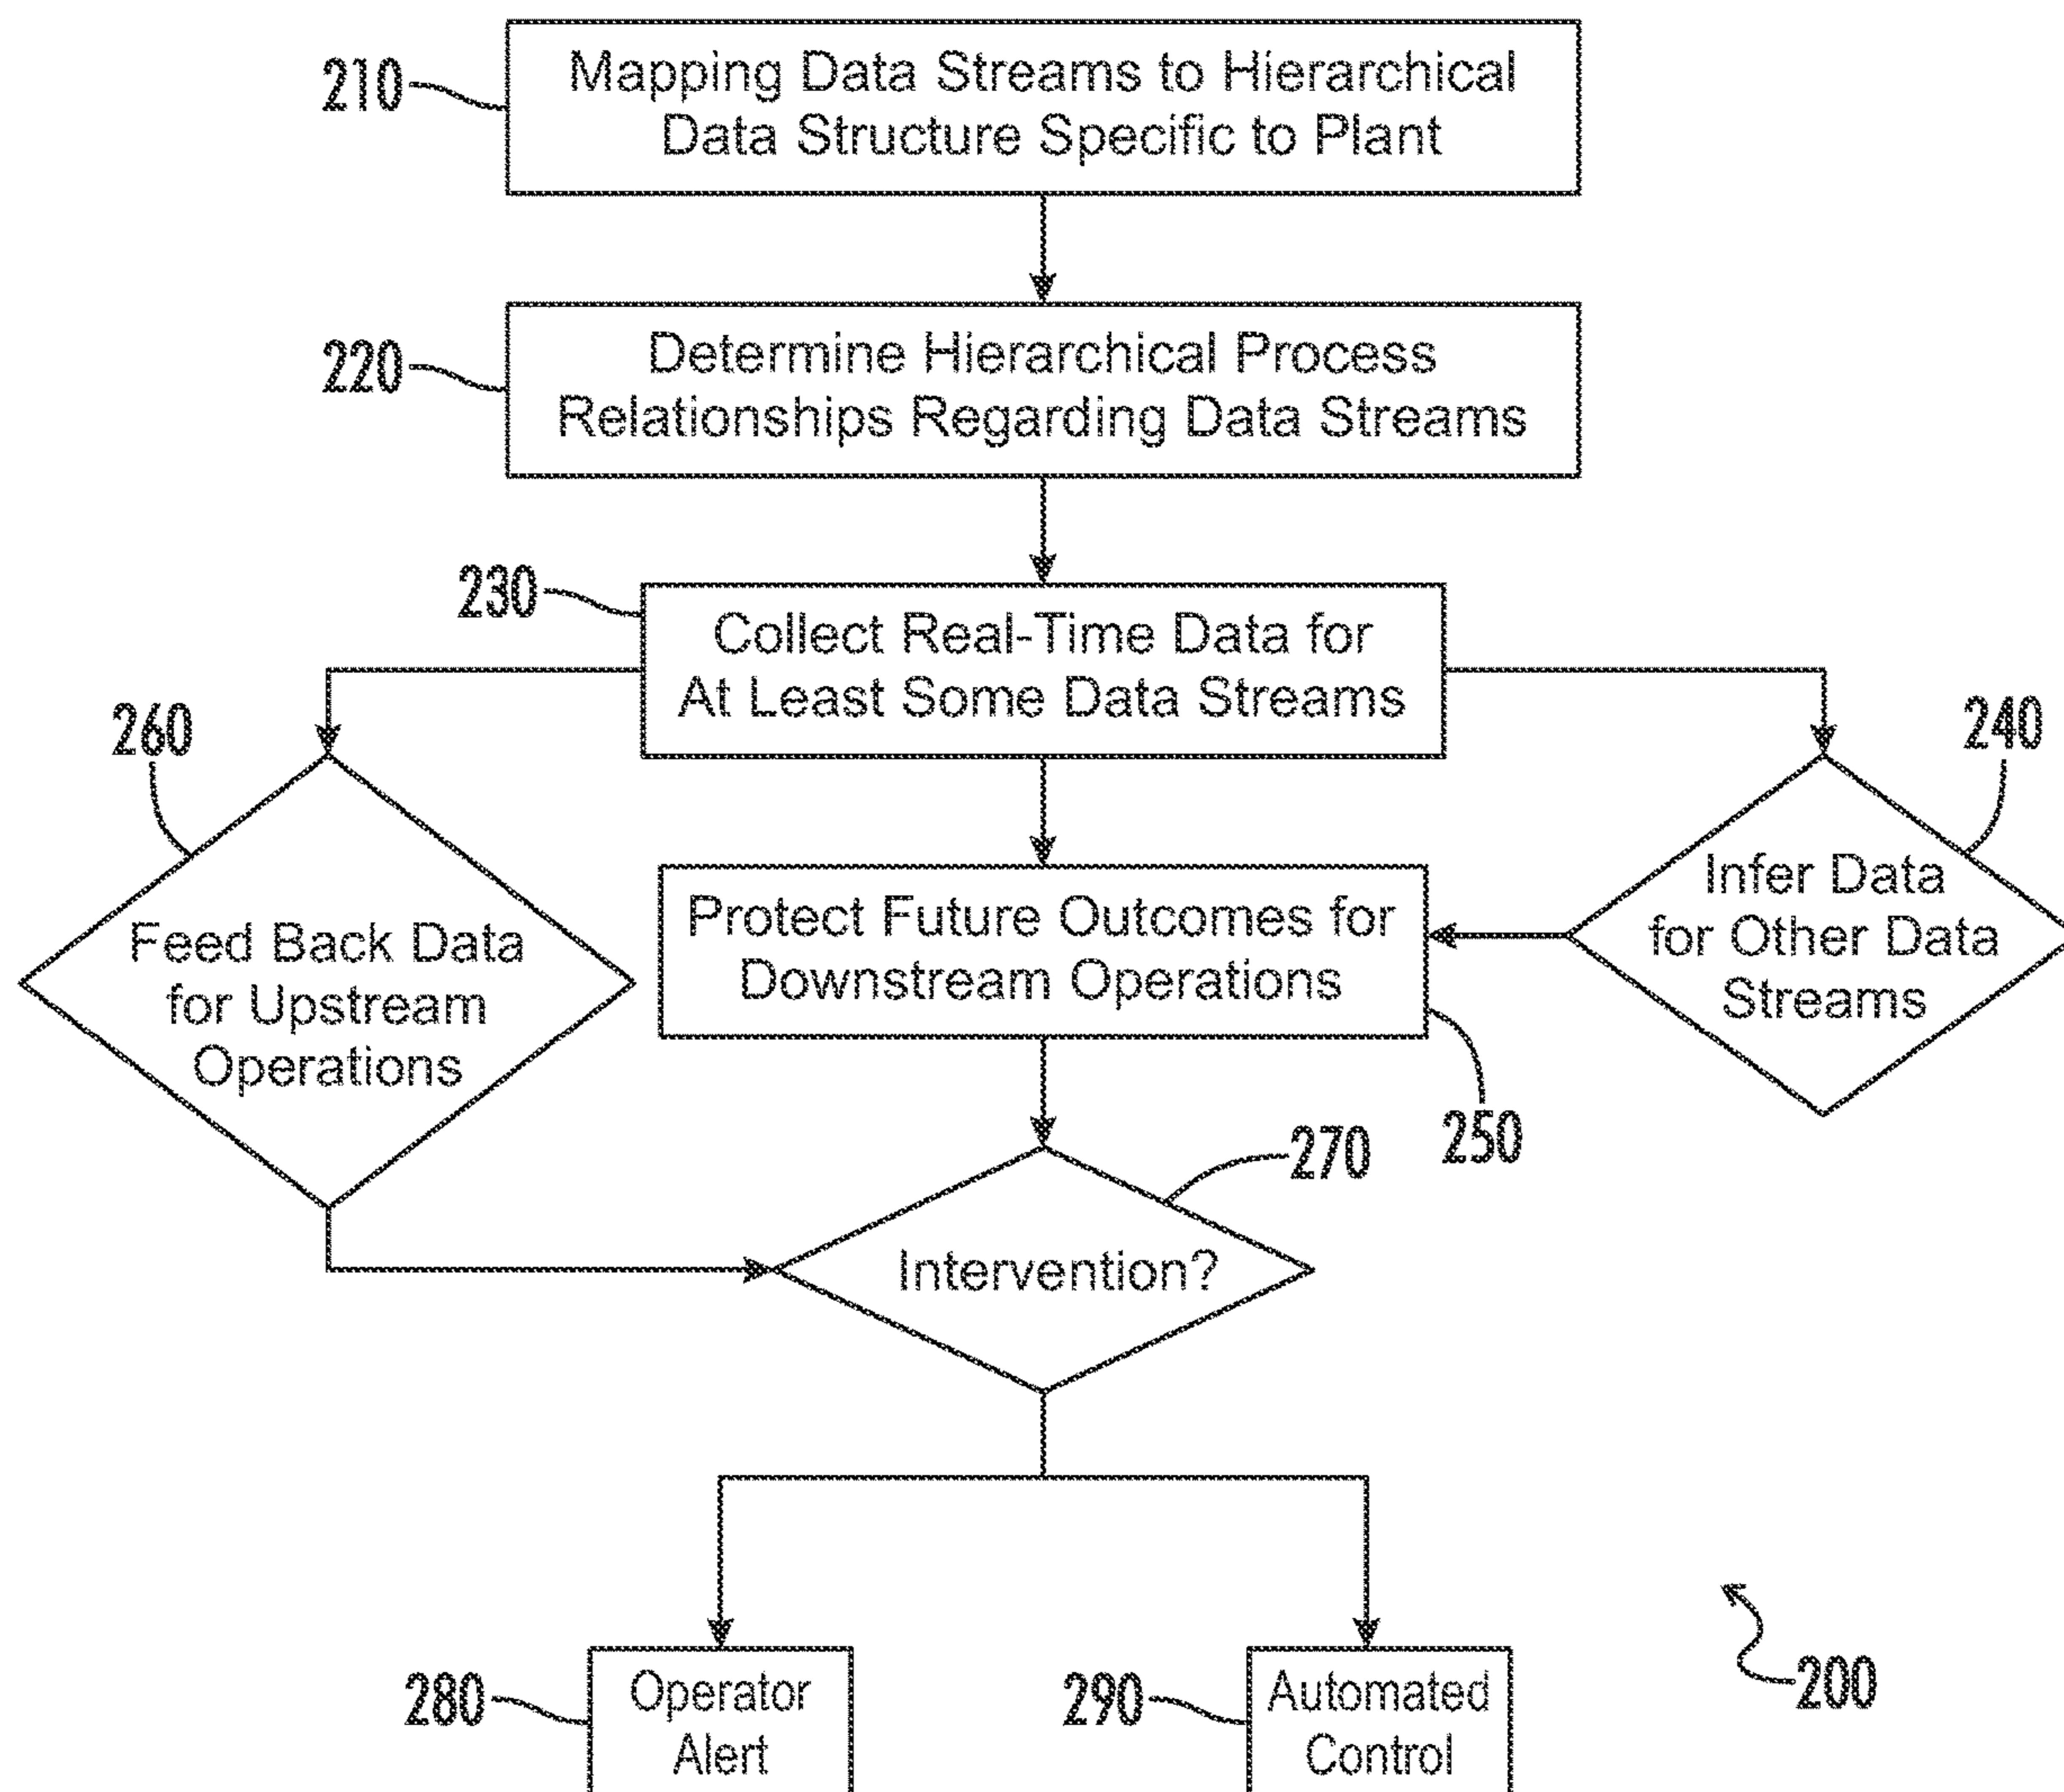 210
Mapping Data Streams to Hierarchical
Data Structure Specific to Plant
220
Determine Hierarchical Process
Relationships Regarding Data Streams
230
Collect Real-Time Data for
At Least Some Data Streams
260
240
Feed Back Data
for Upstream
Operations
Protect Future Outcomes for
Downstream Operations
Infer Data
for Other Data
Streams
250
270
Intervention?
280
Operator
Alert
290
Automated
Control
200